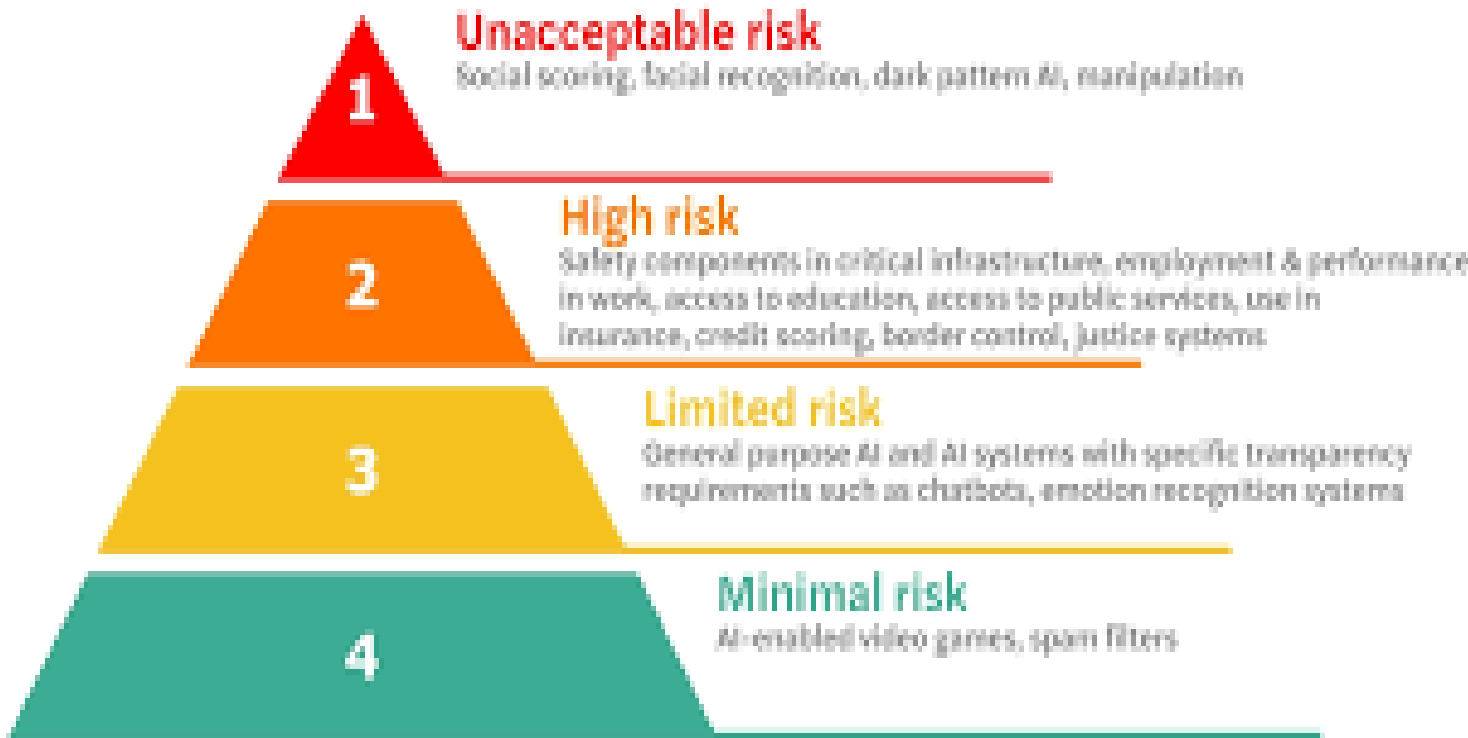 Unacceptable risk
Social scoring, facial recognition, dark pattern AI, manipulation
1
High risk
Safety components in critical infrastructure, employment & performance
in work, access to education, access to public services, use in
insurance, credit scoring, border control, justice systems
2
Limited risk
General purpose AI and AI systems with specific transparency
requirements such as chatbots, emotion recognition systems
3
Minimal risk
AI-enabled video games, spam filters
4